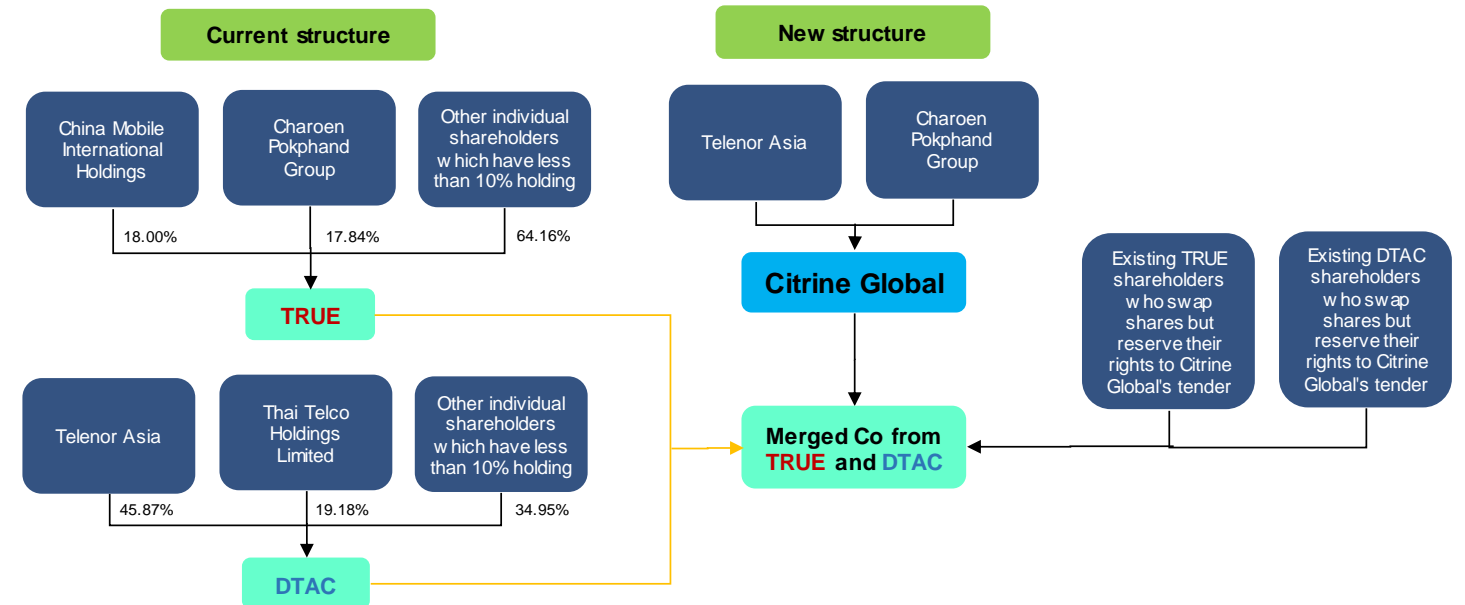 Current structure
China Mobile
International
Holdings
Charoen
Pokphand
Group
Other individual
shareholders
which have less
than 10% holding
18.00%
17.84%
64.16%
TRUE
Telenor Asia
Thai Telco
Holdings
Limited
Other individual
shareholders
which have less
than 10% holding
45.87%
19.18%
34.95%
DTAC
New structure
Telenor Asia
Charoen
Pokphand
Group
Citrine Global
Merged Co from
TRUE and DTAC
Existing TRUE
shareholders
who swap
shares but
reserve their
rights to Citrine
Global's tender
Existing DTAC
shareholders
who swap
shares but
reserve their
rights to Citrine
Global's tender